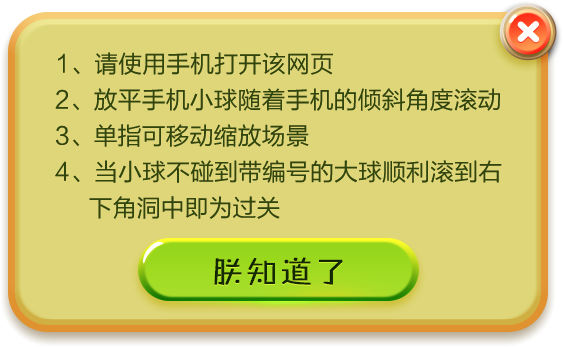 1、请使用手机打开该网页
2、放平手机小球随着手机的倾斜角度滚动
3、单指可移动缩放场景
4、当小球不碰到带编号的大球顺利滚到右
下角洞中即为过关
朕知道了